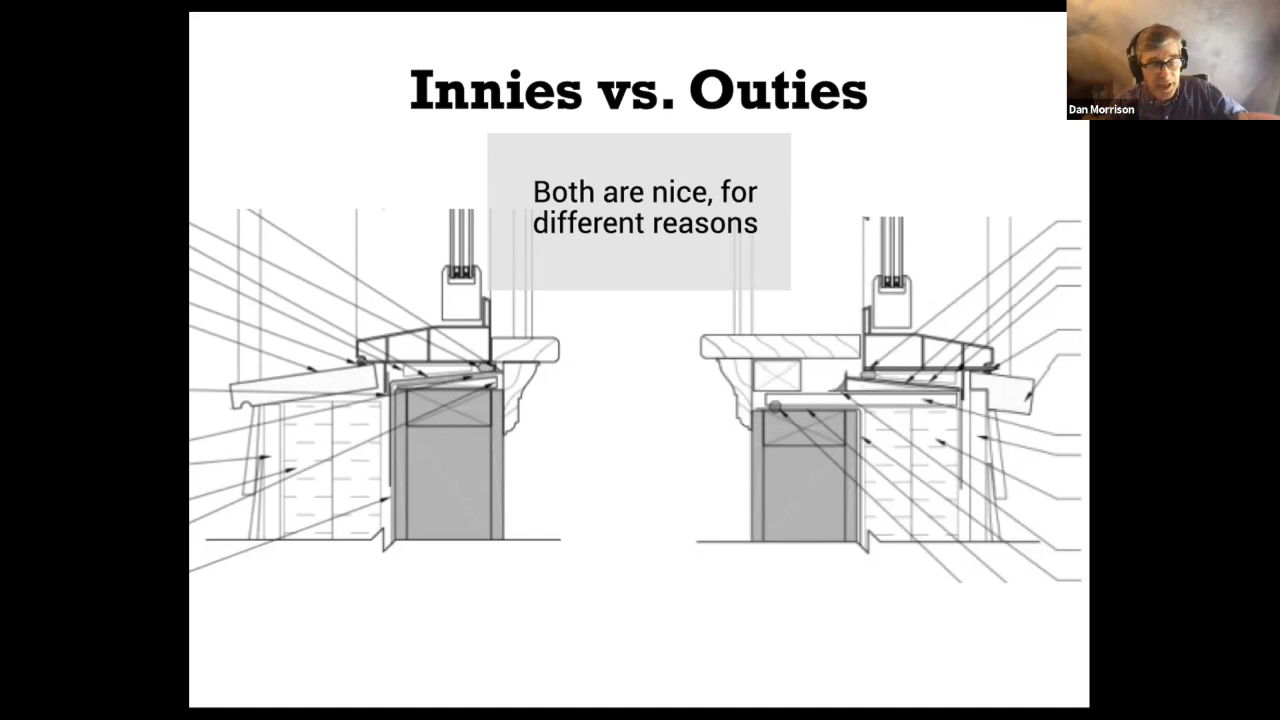 Innies vs. Outies
Both are nice, for
different reasons
Dan Morrison